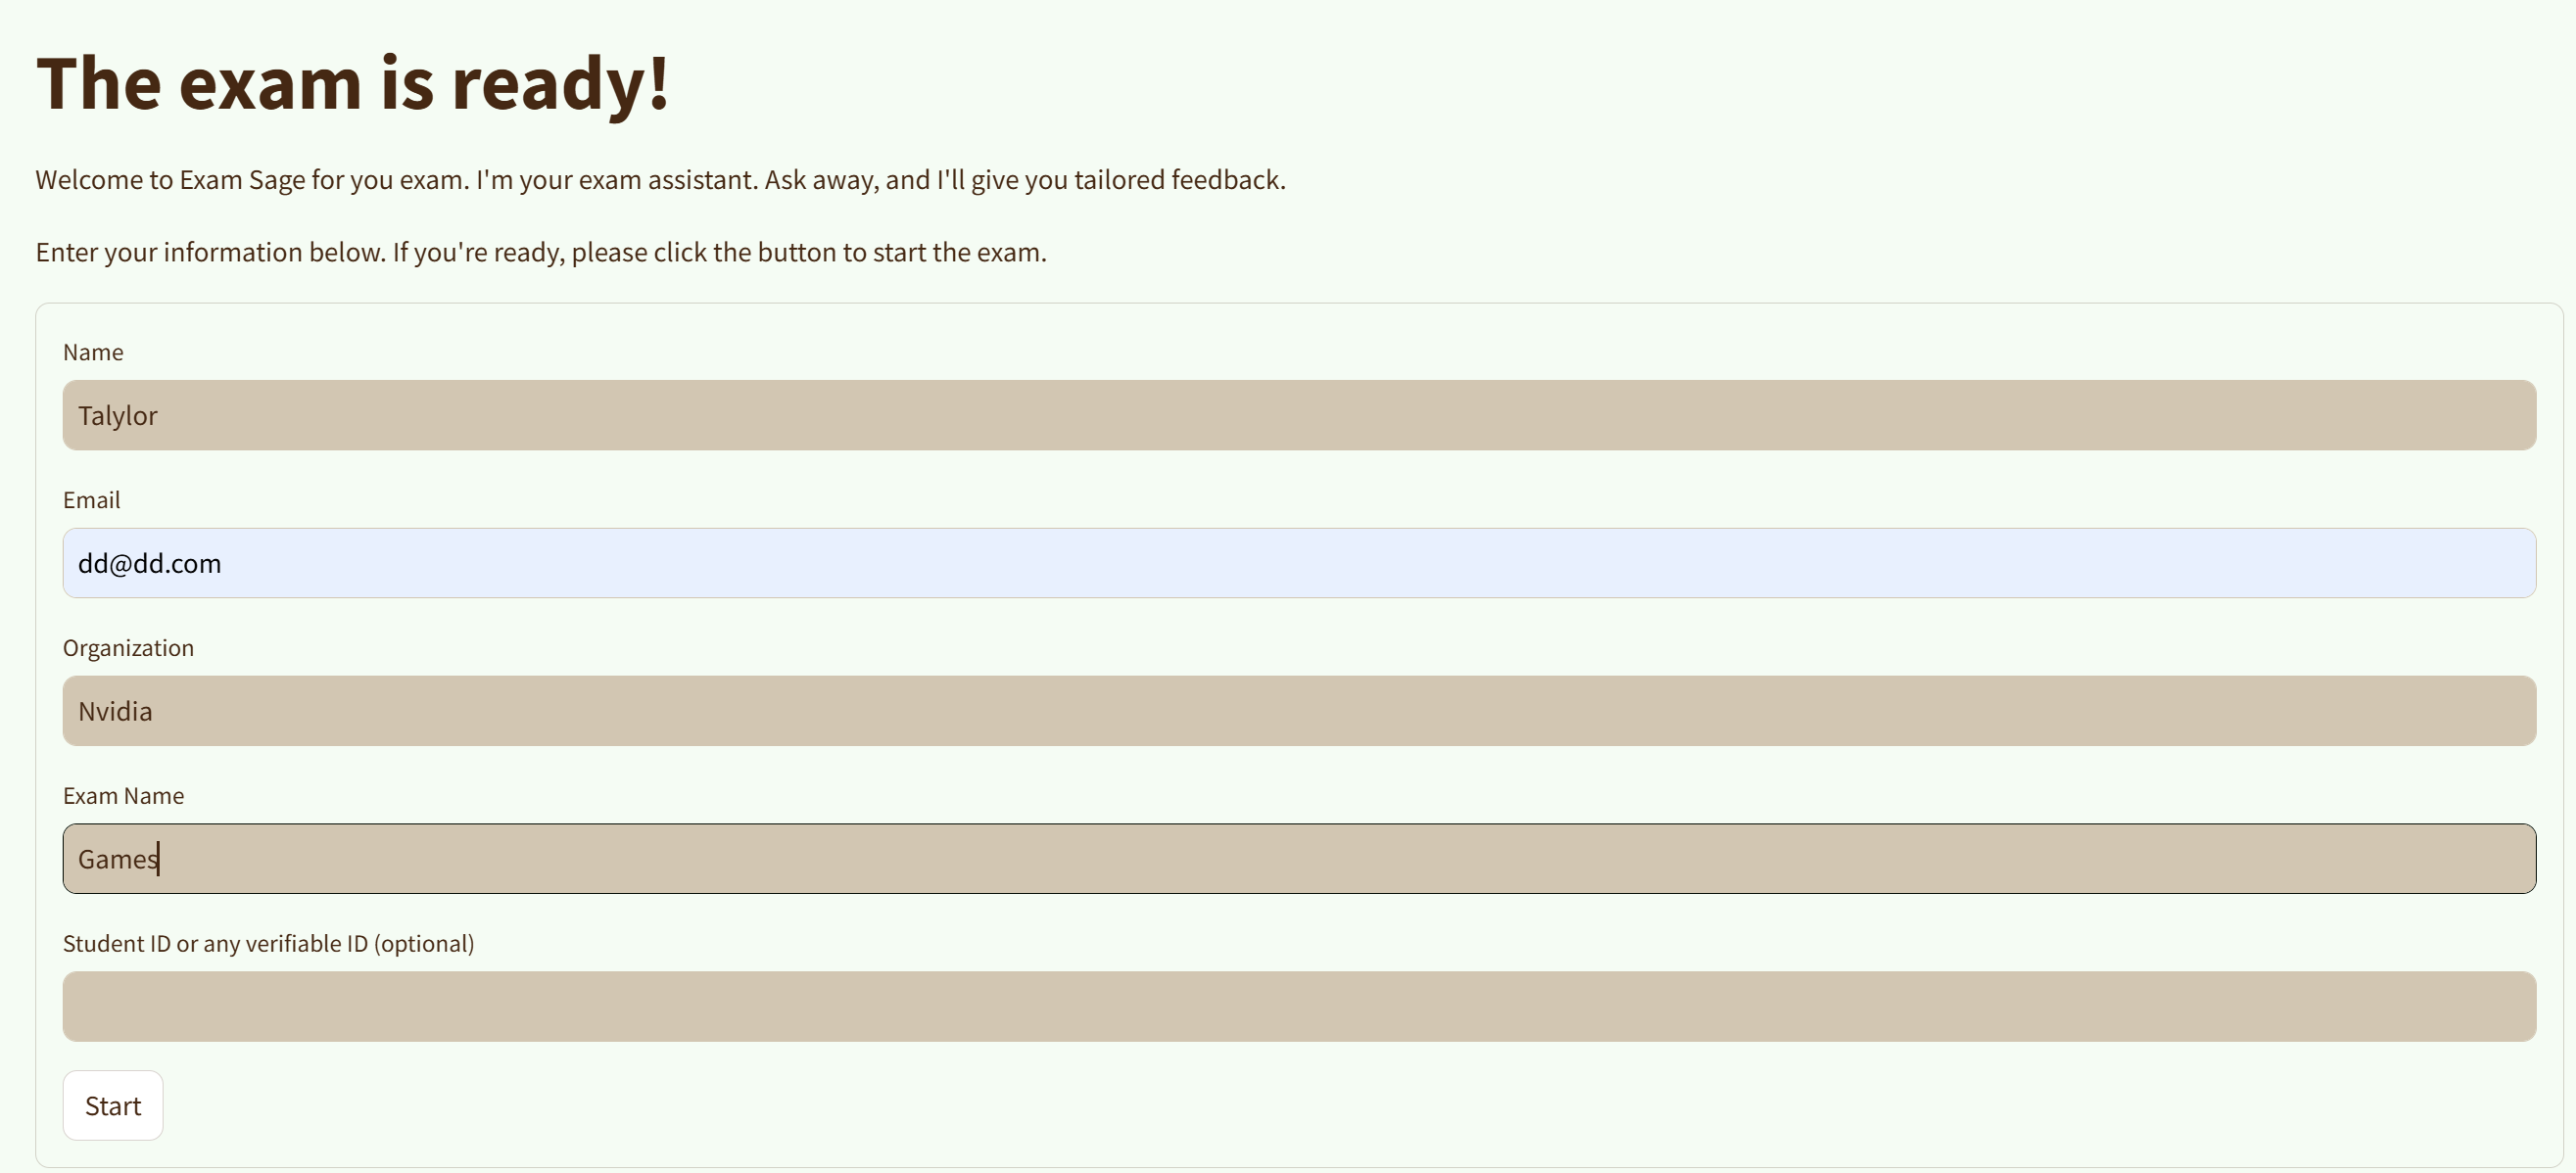 The exam is ready!
Welcome to Exam Sage for you exam. I'm your exam assistant. Ask away, and I'll give you tailored feedback.
Enter your information below. If you're ready, please click the button to start the exam.
Name
Talylor
Email
dd@dd.com
Organization
Nvidia
Exam Name
Games
Student ID or any verifiable ID (optional)
Start